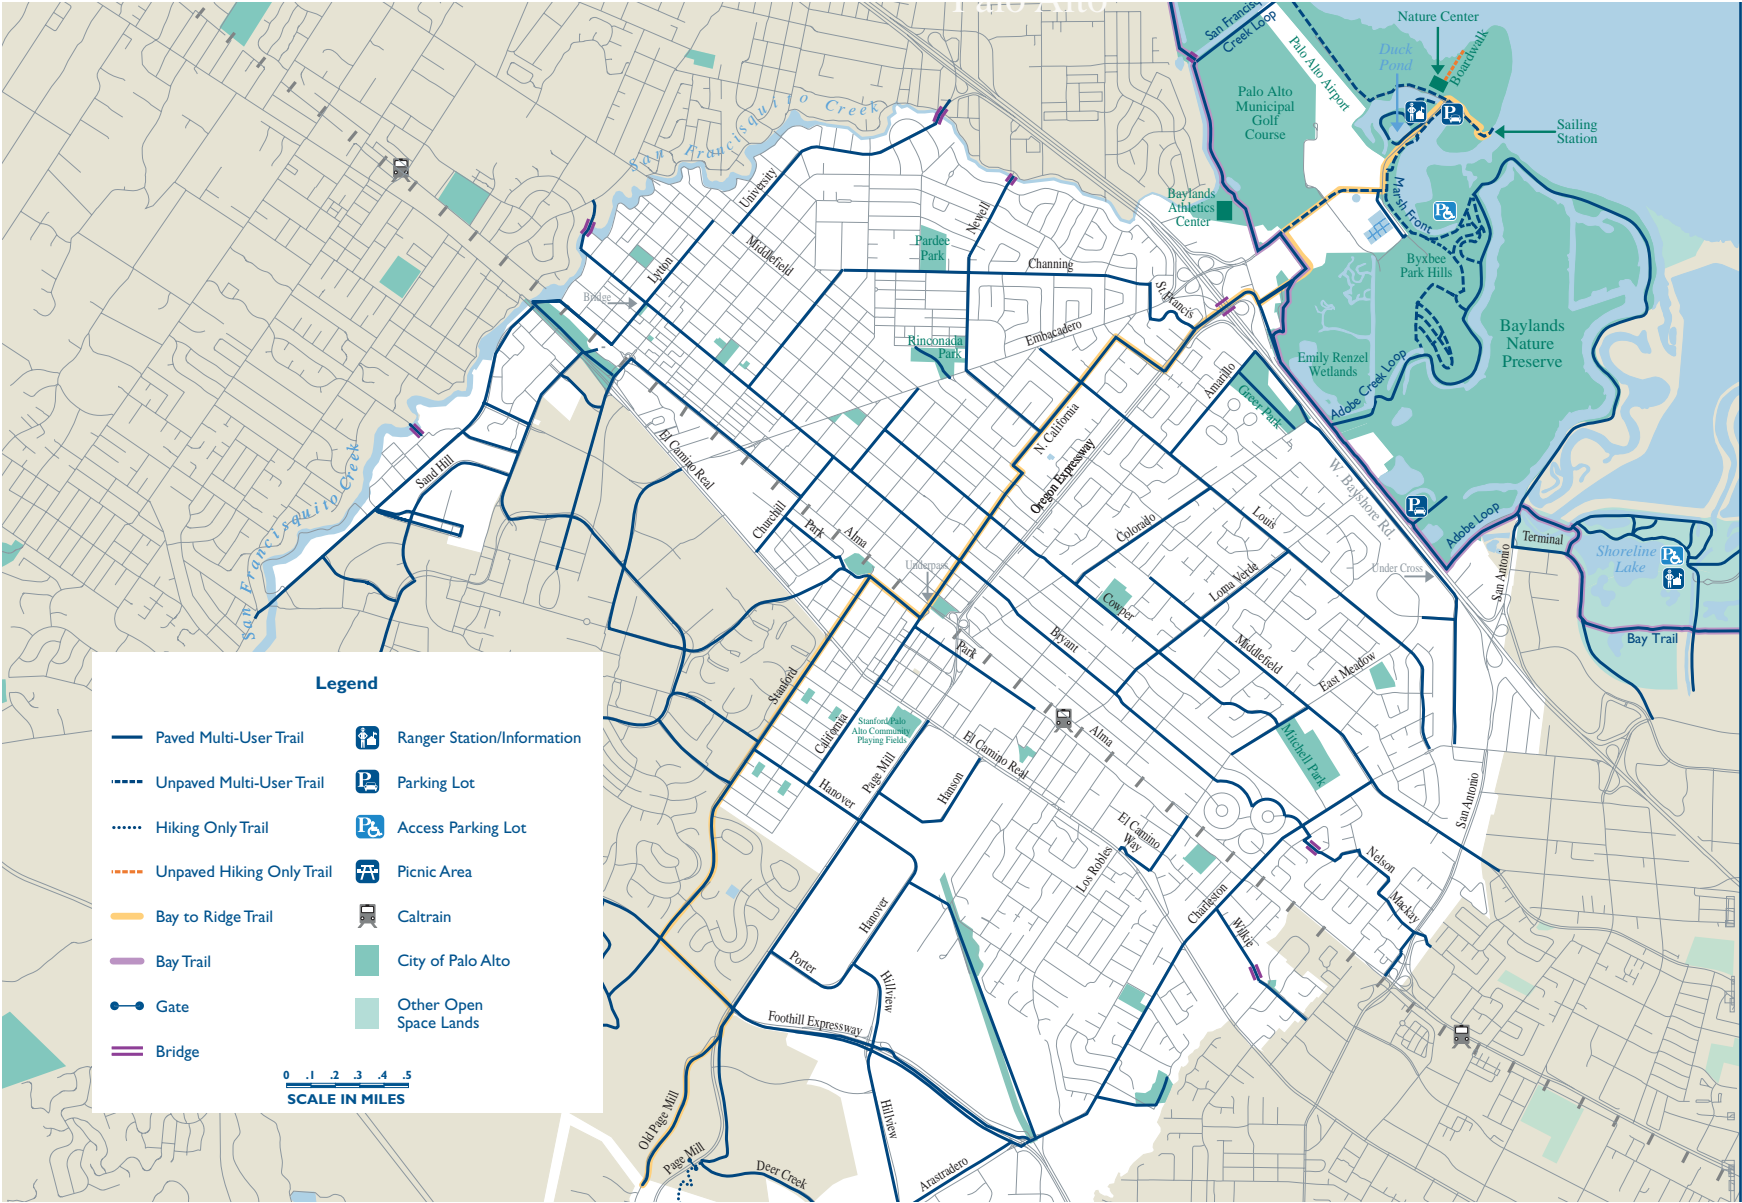 Palo Alto
San Francisquito Creek
San Francisquito Creek
San Francisq
Creek Loop
Palo Alto Airport
Duck
Pond
Nature Center
Boardwalk
Sailing
Station
Palo Alto
Municipal
Golf
Course
Baylands
Athletics
Center
Marsh Front
Byxbee
Park Hills
Baylands
Nature
Preserve
Emily Renzel
Wetlands
Adobe Creek Loop
Greer Park
W. Bayshore Rd.
Adobe Loop
Terminal
Shoreline
Lake
Bay Trail
Under Cross
San Antonio
San Antonio
University
Middlefield
Lytton
Bridge
Newell
Pardee
Park
Channing
St. Francis
Embacadero
Rinconada
Park
Amarillo
N. California
Oregon Expressway
Colorado
Louis
Loma Verde
Cowper
Bryant
Middlefield
East Meadow
Mitchell Park
Sand Hill
El Camino Real
Churchill
Park
Alma
Underpass
Park
Stanford
California
Stanford/Palo
Alto Community
Playing Fields
Page Mill
Hanover
Hanson
El Camino Real
Alma
El Camino
Way
Los Robles
Charleston
Wilkie
Nelson
Mackay
Hanover
Porter
Hillview
Foothill Expressway
Hillview
Old Page Mill
Page Mill
Deer Creek
Arastradero
Legend
Paved Multi-User Trail
Unpaved Multi-User Trail
Hiking Only Trail
Unpaved Hiking Only Trail
Bay to Ridge Trail
Bay Trail
Gate
Bridge
Ranger Station/Information
P Parking Lot
P Access Parking Lot
Picnic Area
Caltrain
City of Palo Alto
Other Open
Space Lands
0 .1 .2 .3 .4 .5
SCALE IN MILES
P
P
P
P